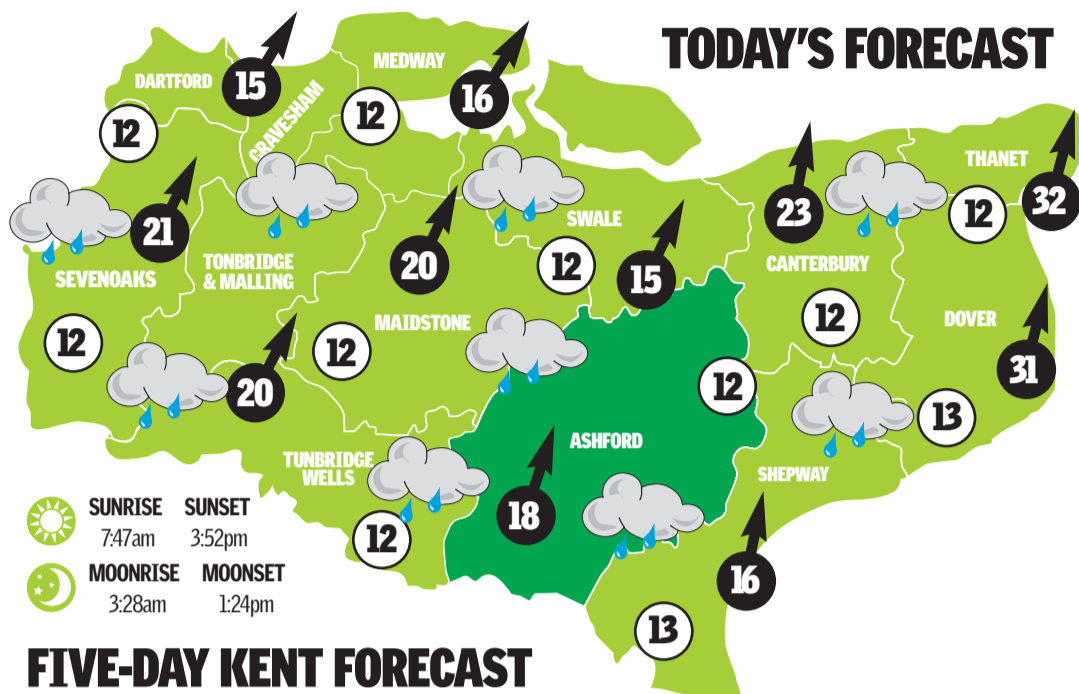 TODAY'S FORECAST
MEDWAY
DARTFORD
15
16
GRAVESHAM
12
12
THANET
21
20
SWALE
23
12
32
SEVENOAKS
TONBRIDGE
& MALLING
12
15
CANTERBURY
12
MAIDSTONE
12
12
DOVER
20
12
31
13
TUNBRIDGE
WELLS
ASHFORD
SHEPWAY
18
12
16
13
SUNRISE SUNSET
7:47am 3:52pm
MOONRISE MOONSET
3:28am 1:24pm
FIVE-DAY KENT FORECAST